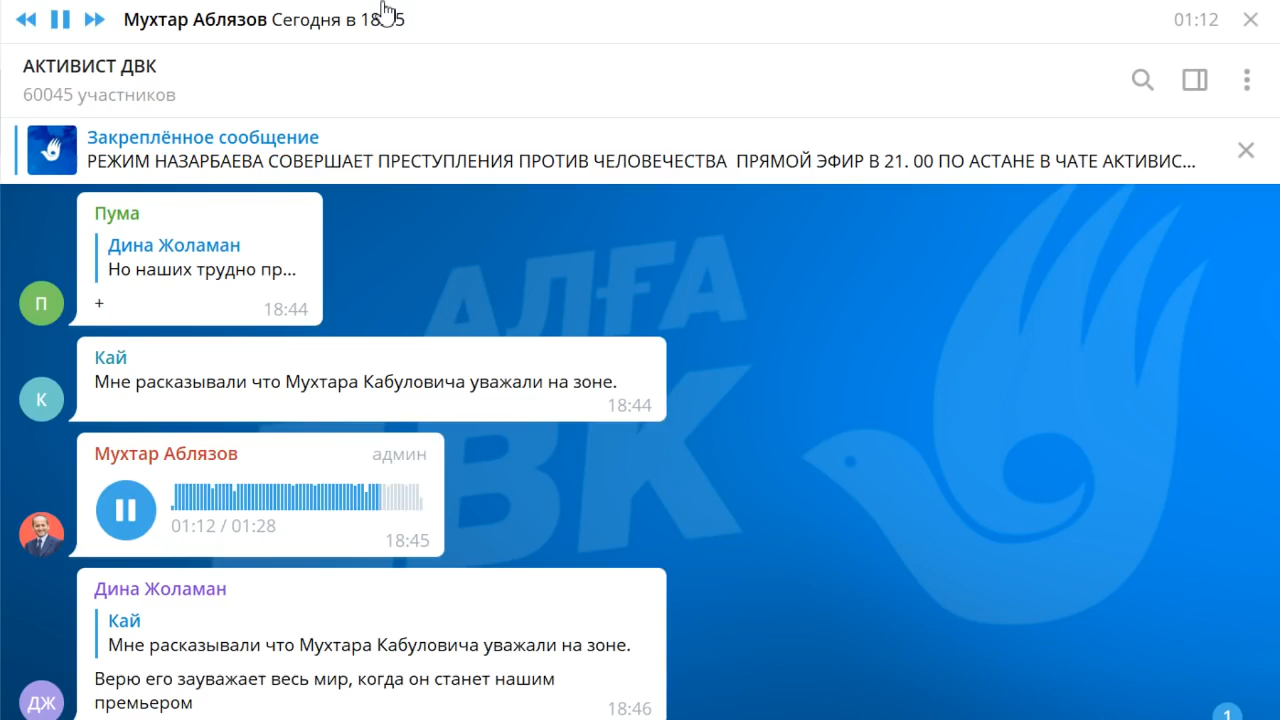 Мухтар Аблязов Сегодня в 18:45
01:12
АКТИВИСТ ДВК
60045 участников
Закреплённое сообщение
РЕЖИМ НАЗАРБАЕВА СОВЕРШАЕТ ПРЕСТУПЛЕНИЯ ПРОТИВ ЧЕЛОВЕЧЕСТВА ПРЯМОЙ ЭФИР В 21. 00 ПО АСТАНЕ В ЧАТЕ АКТИВИС...
Пума
Дина Жоламан
Но наших трудно пр...
П
+
18:44
Кай
Мне расказывали что Мухтара Кабуловича уважали на зоне.
К
18:44
Мухтар Аблязов админ
01:12 / 01:28
18:45
Дина Жоламан
Кай
Мне расказывали что Мухтара Кабуловича уважали на зоне.
Верю его зауважает весь мир, когда он станет нашим
премьером
ДЖ
18:46
1
АЛҒА
ДВК